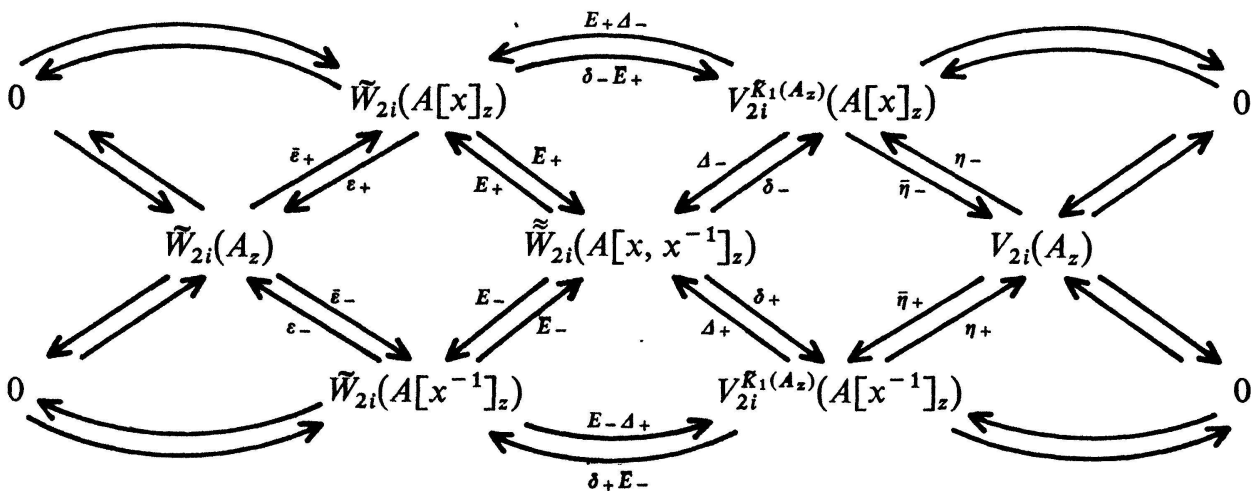 E₊Δ₋
δ₋Ē₊
0 W̃₂ᵢ(A[x]_z) V₂ᵢ^{K̃₁(A_z)}(A[x]_z) 0
ε̄₊ Ē₊ Δ₋ η₋
ε₊ E₊ δ₋ η̄₋
W̃₂ᵢ(A_z) W̃̃₂ᵢ(A[x, x⁻¹]_z) V₂ᵢ(A_z)
ε̄₋ E₋ δ₊ η̄₊
ε₋ Ē₋ Δ₊ η₊
0 W̃₂ᵢ(A[x⁻¹]_z) V₂ᵢ^{K̃₁(A_z)}(A[x⁻¹]_z) 0
E₋Δ₊
δ₊Ē₋